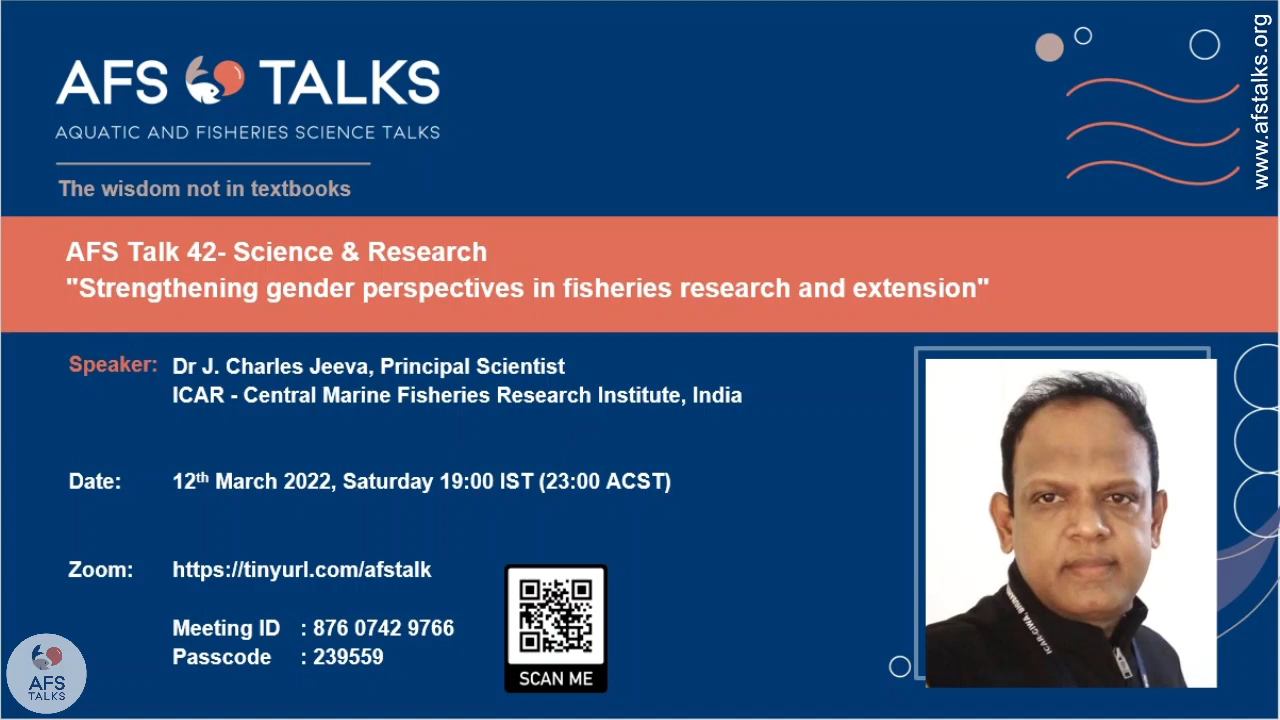 www.afstalks.org
AFS TALKS
AQUATIC AND FISHERIES SCIENCE TALKS
The wisdom not in textbooks
AFS Talk 42- Science & Research
"Strengthening gender perspectives in fisheries research and extension"
Speaker: Dr J. Charles Jeeva, Principal Scientist
ICAR - Central Marine Fisheries Research Institute, India
Date: 12th March 2022, Saturday 19:00 IST (23:00 ACST)
Zoom: https://tinyurl.com/afstalk
Meeting ID : 876 0742 9766
Passcode : 239559
SCAN ME
AFS
TALKS
ICAR-CIWA,